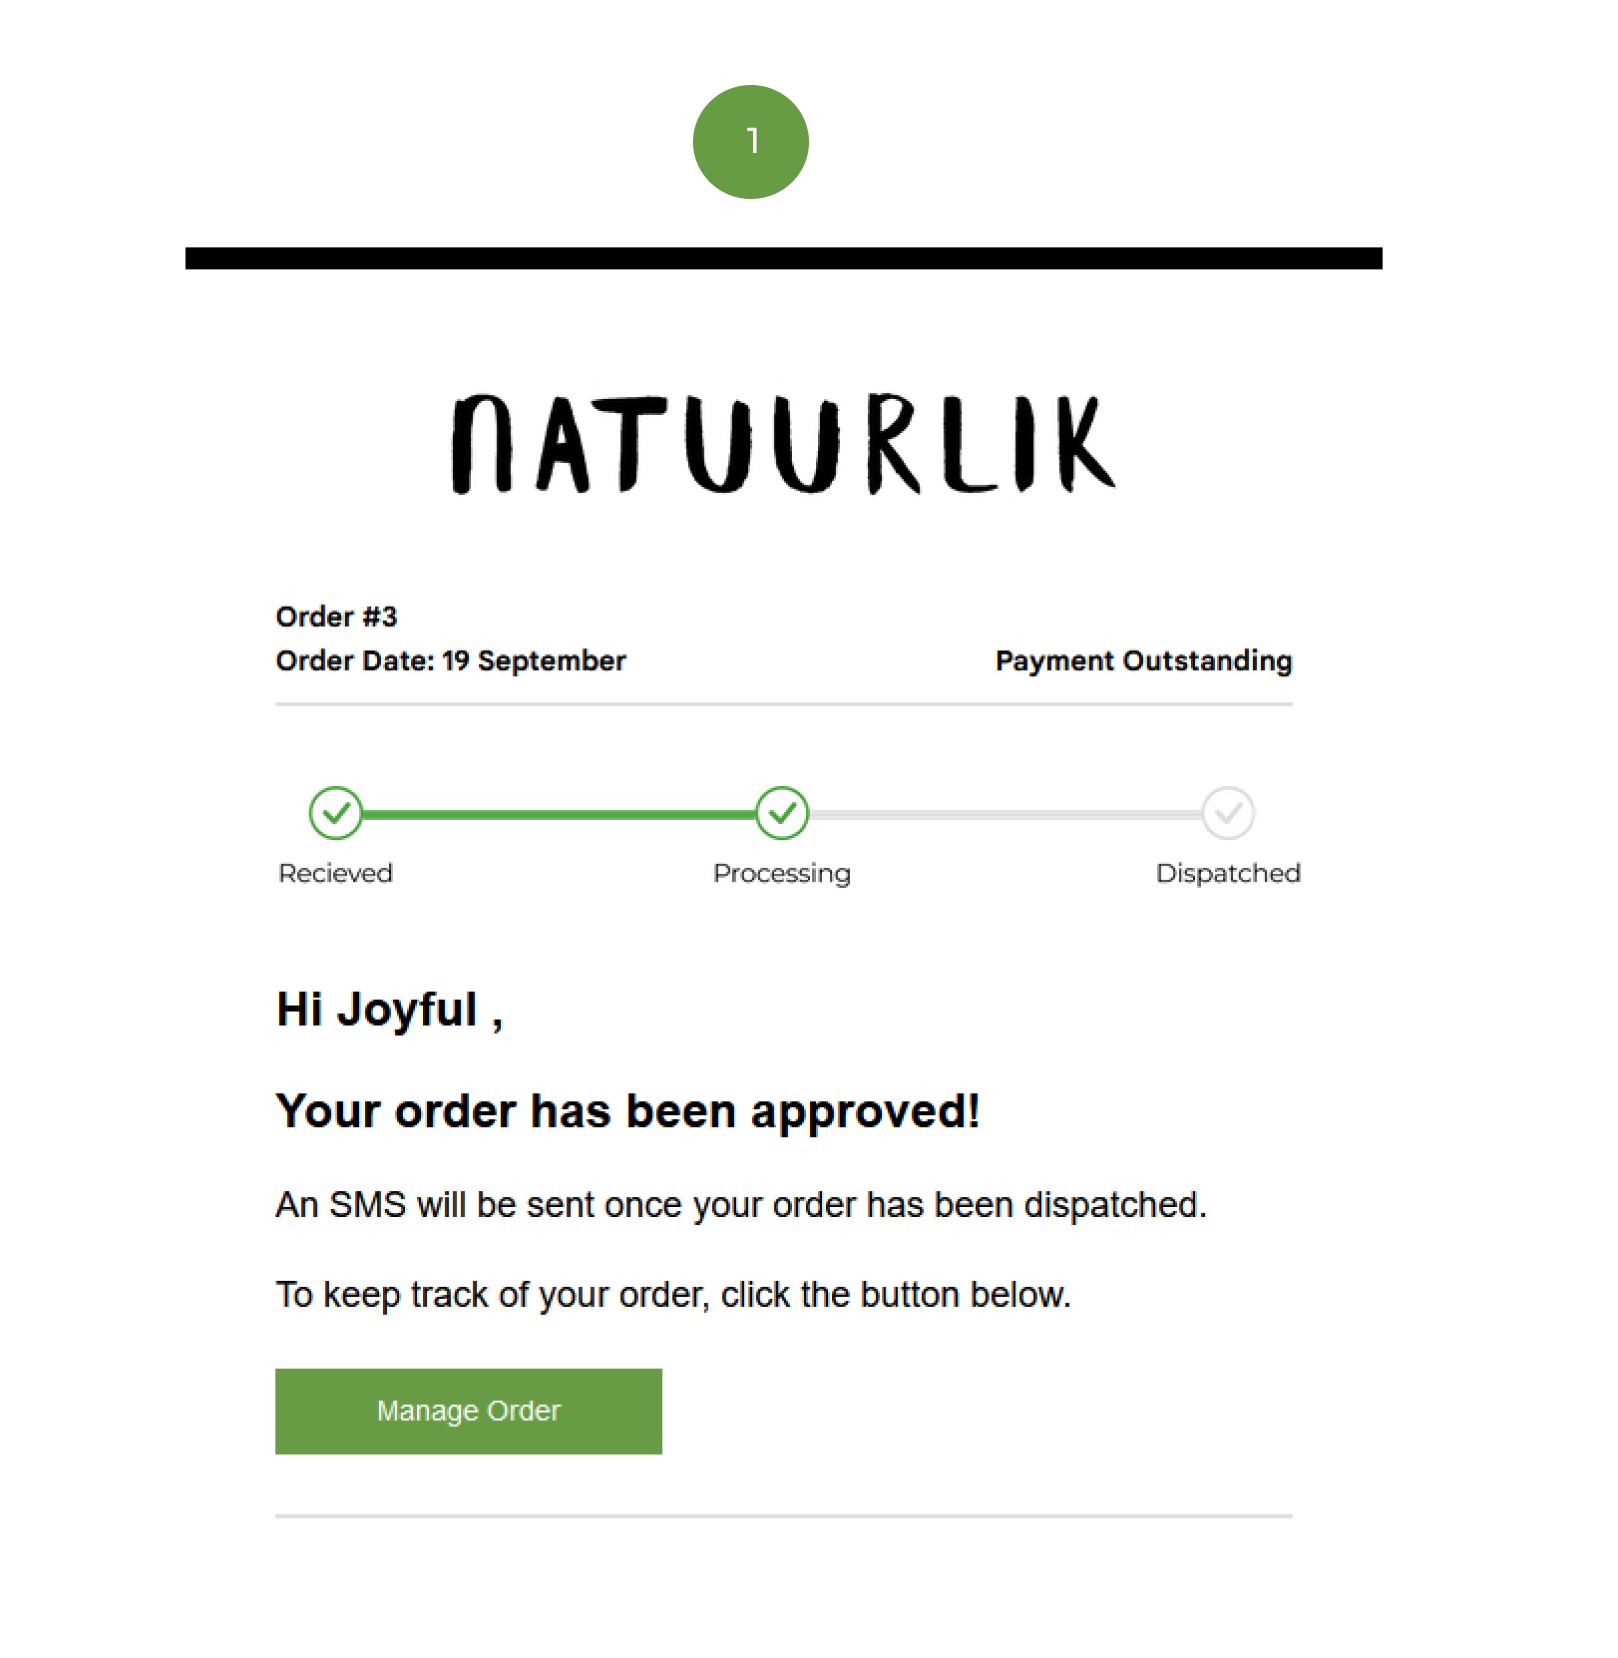 1
NATUURLIK
Order #3
Order Date: 19 September
Payment Outstanding
Recieved
Processing
Dispatched
Hi Joyful ,
Your order has been approved!
An SMS will be sent once your order has been dispatched.
To keep track of your order, click the button below.
Manage Order